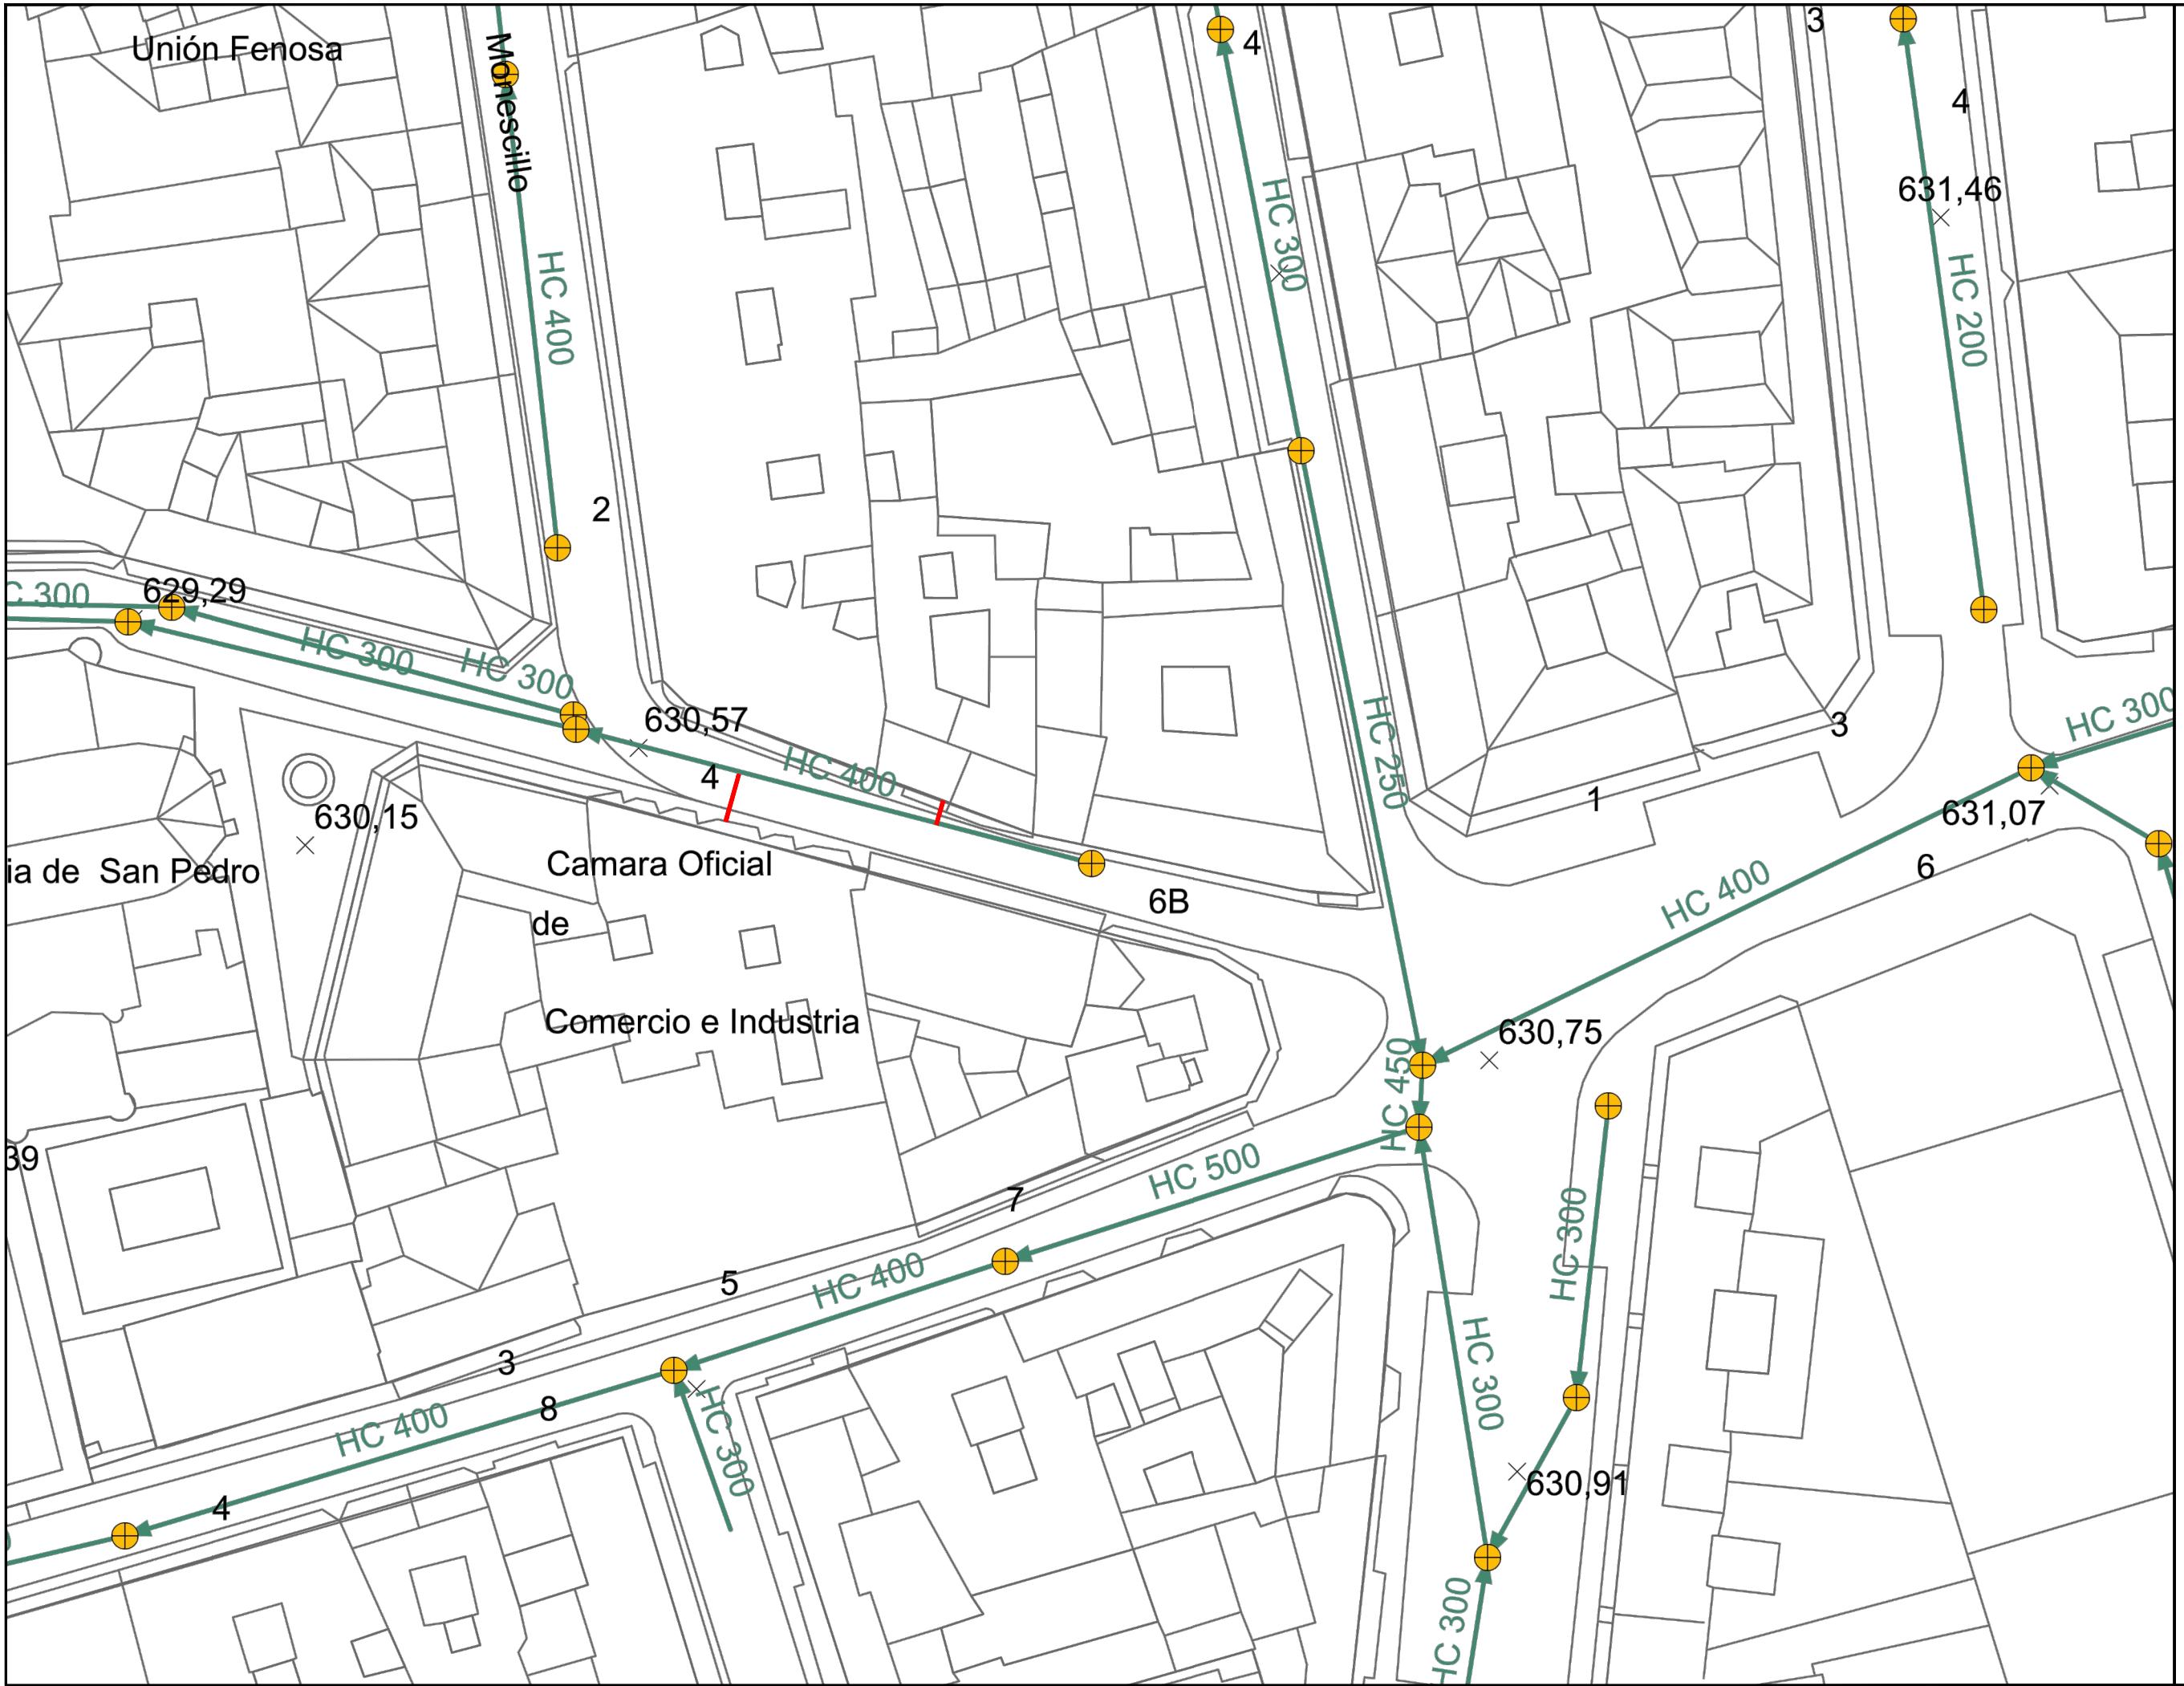 3
4
Unión Fenosa
Monescillo
4
631,46
HC 300
HC 400
HC 200
2
629,29
C 300
HC 300
HC 300
630,57
HC 300
3
HC 250
4
HC 400
1
631,07
630,15
Camara Oficial
6
ia de San Pedro
HC 400
6B
de
Comercio e Industria
630,75
HC 450
39
HC 500
7
HC 300
5
HC 400
3
HC 300
8
HC 400
HC 300
630,91
4
HC 300